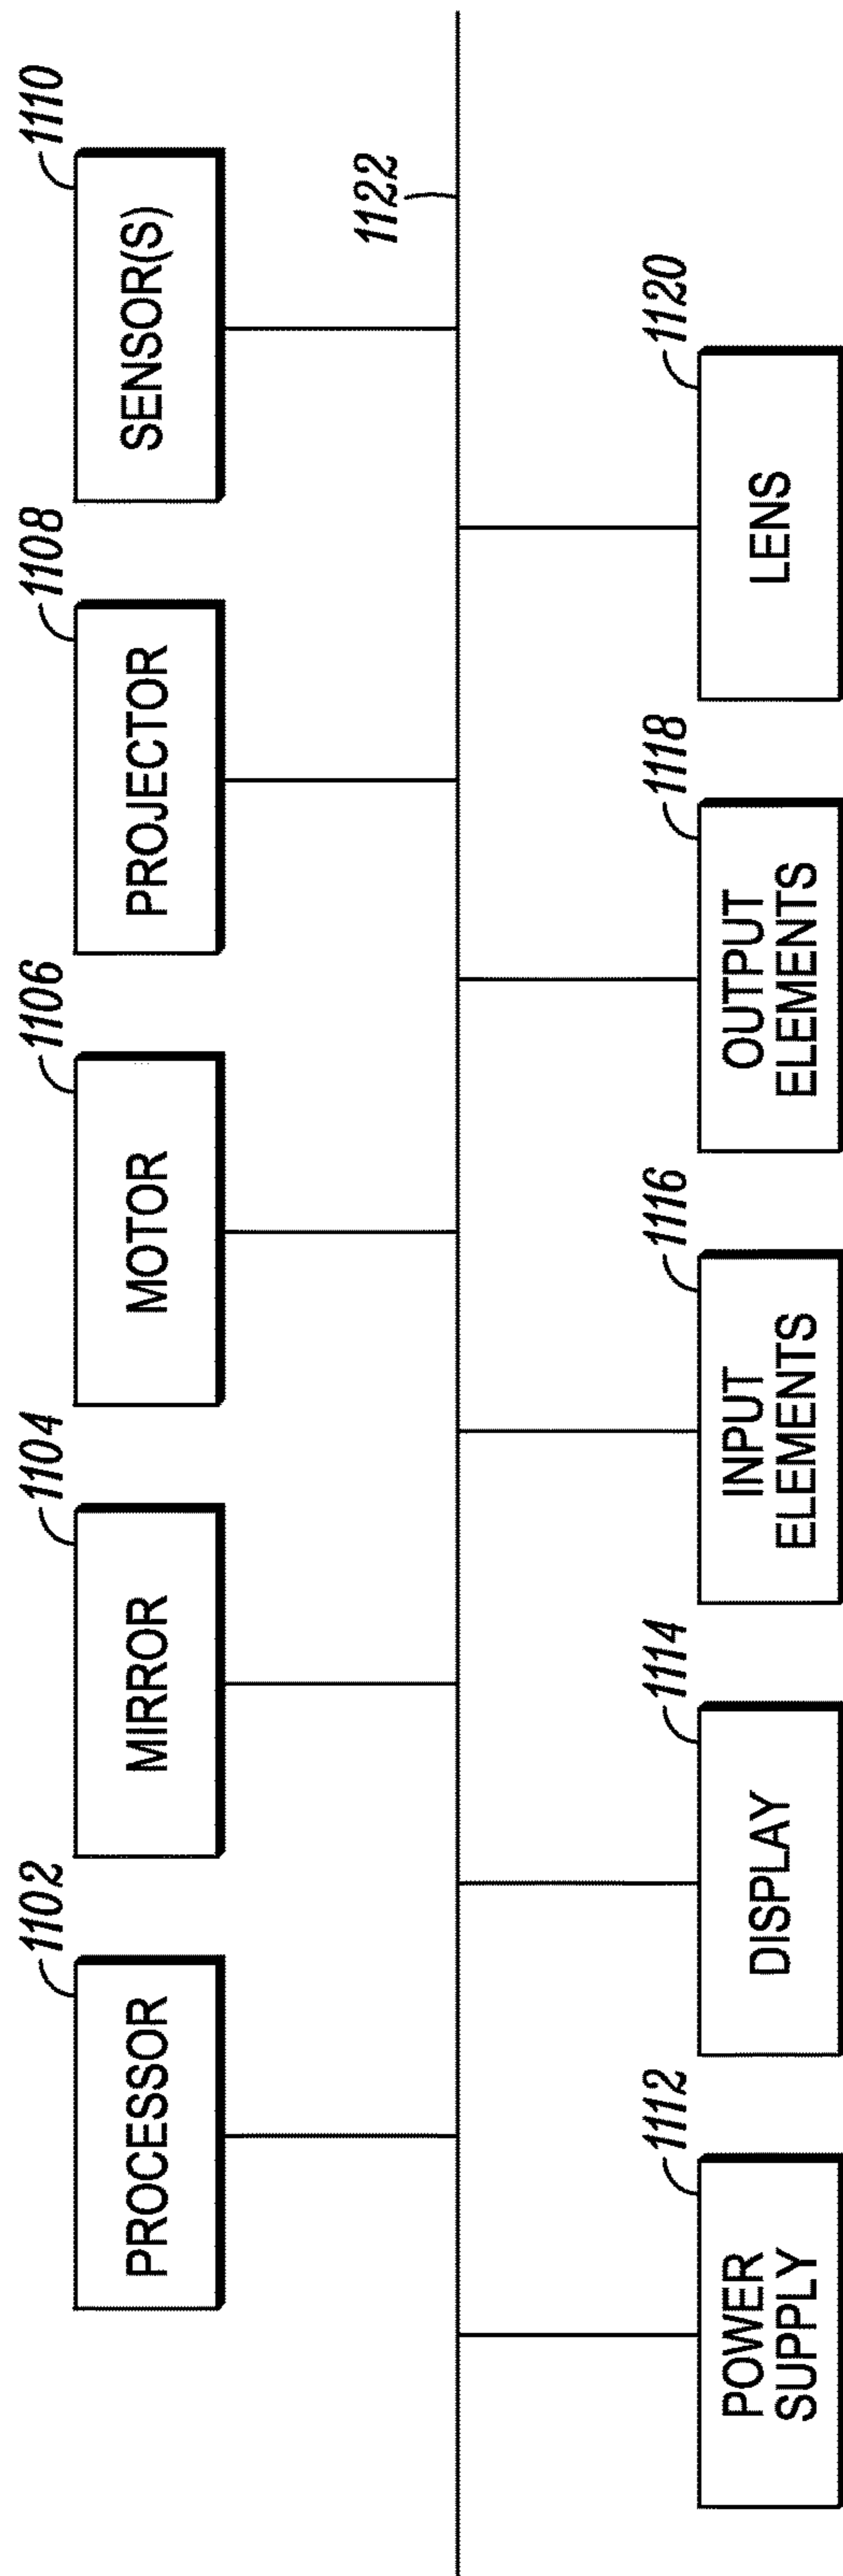 1102
PROCESSOR
1104
MIRROR
1106
MOTOR
1108
PROJECTOR
1110
SENSOR(S)
1122
1112
POWER
SUPPLY
1114
DISPLAY
1116
INPUT
ELEMENTS
1118
OUTPUT
ELEMENTS
1120
LENS